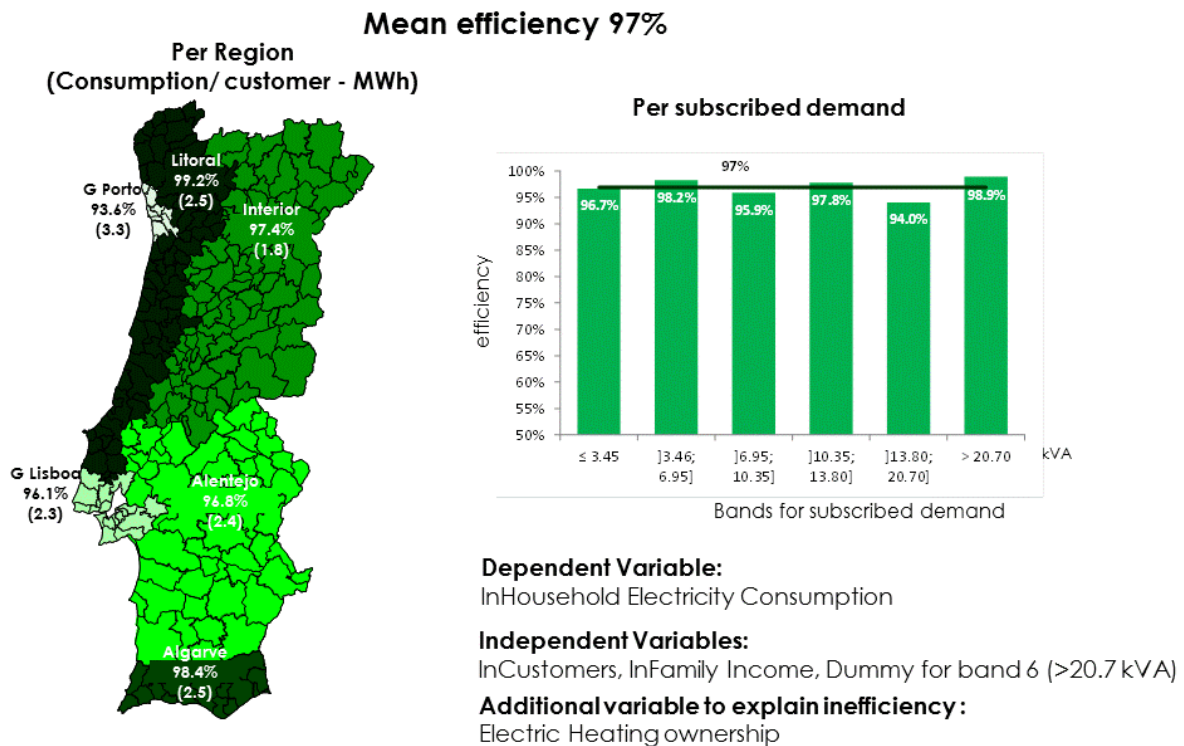 Mean efficiency 97%
Per Region
(Consumption/ customer - MWh)
Litoral
99.2%
(2.5)
G Porto
93.6%
(3.3)
Interior
97.4%
(1.8)
G Lisboa
96.1%
(2.3)
Alentejo
96.8%
(2.4)
Algarve
98.4%
(2.5)
Per subscribed demand
97%
100%
95%
90%
85%
80%
75%
70%
65%
60%
55%
50%
efficiency
96.7%
98.2%
95.9%
97.8%
94.0%
98.9%
≤ 3.45
]3.46;
6.95]
]6.95;
10.35]
]10.35;
13.80]
]13.80;
20.70]
> 20.70
kVA
Bands for subscribed demand
Dependent Variable:
lnHousehold Electricity Consumption
Independent Variables:
lnCustomers, lnFamily Income, Dummy for band 6 (>20.7 kVA)
Additional variable to explain inefficiency :
Electric Heating ownership